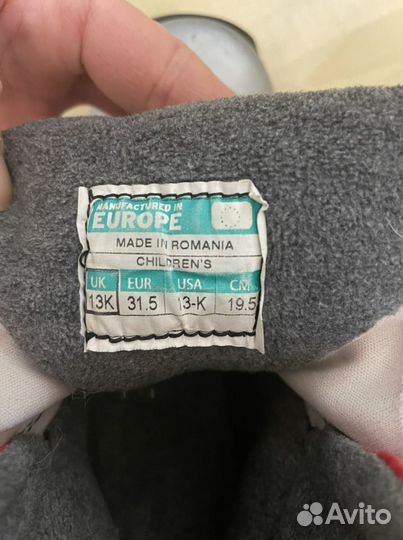 MANUFACTURED IN
EUROPE
MADE IN ROMANIA
CHILDREN'S
UK EUR USA CM
13K 31.5 13-K 19.5
Avito